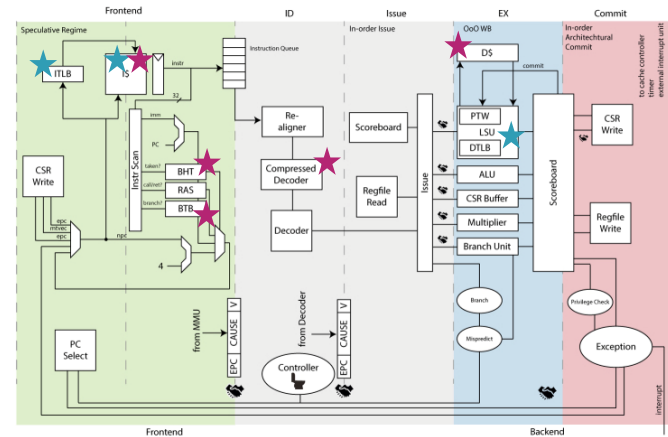 Frontend
ID
Issue
EX
Commit
Speculative Regime
In-order Issue
OoO WB
In-order
Architechtural
Commit
to cache controller
timer
external interrupt unit
ITLB
I$
instr
Instruction Queue
32
D$
commit
PTW
LSU
DTLB
CSR
Write
Scoreboard
Re-
aligner
imm
PC
Instr Scan
taken?
BHT
call/ret?
RAS
branch?
BTB
Compressed
Decoder
Decoder
Regfile
Read
Issue
ALU
CSR Buffer
Multiplier
Branch Unit
Scoreboard
Regfile
Write
CSR
Write
epc
mtvec
epc
npc
4
from MMU
EPC
CAUSE
V
from Decoder
EPC
CAUSE
V
Branch
Mispredict
Privilege Check
Exception
PC
Select
Controller
interrupt
Frontend
Backend